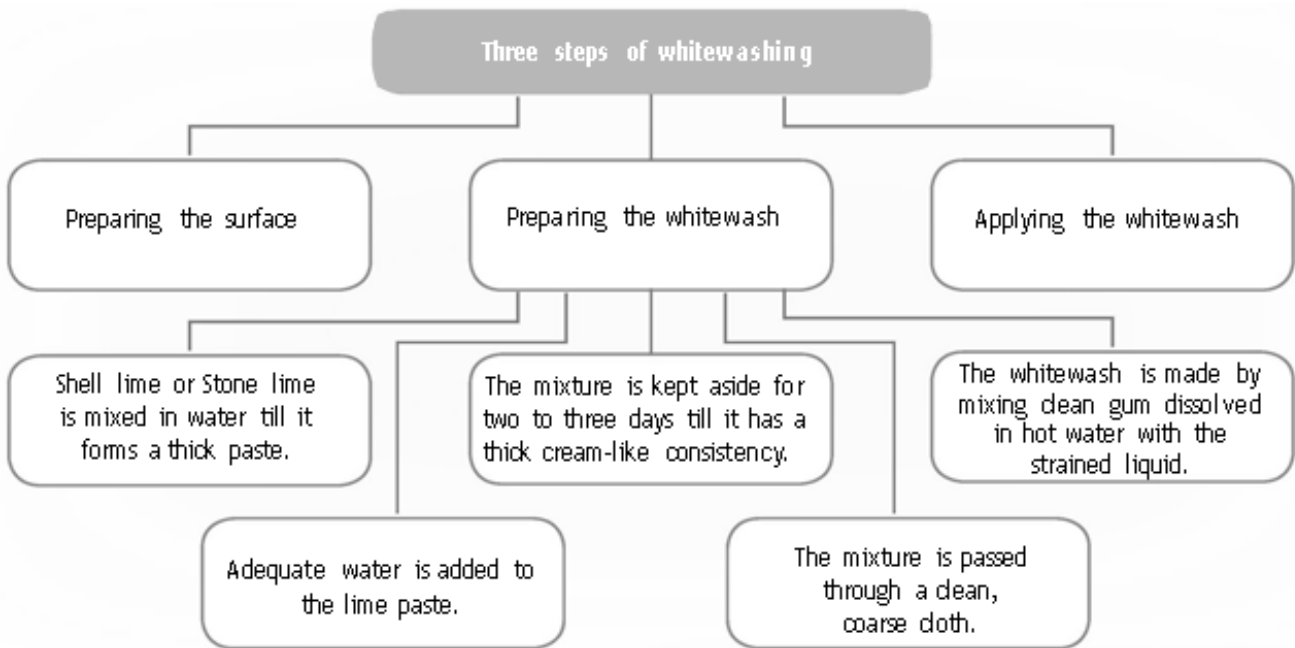 Three steps of whitewashing
Preparing the surface
Preparing the whitewash
Applying the whitewash
Shell lime or Stone lime
is mixed in water till it
forms a thick paste.
Adequate water is added to
the lime paste.
The mixture is kept aside for
two to three days till it has a
thick cream-like consistency.
The mixture is passed
through a clean,
coarse cloth.
The whitewash is made by
mixing clean gum dissolved
in hot water with the
strained liquid.